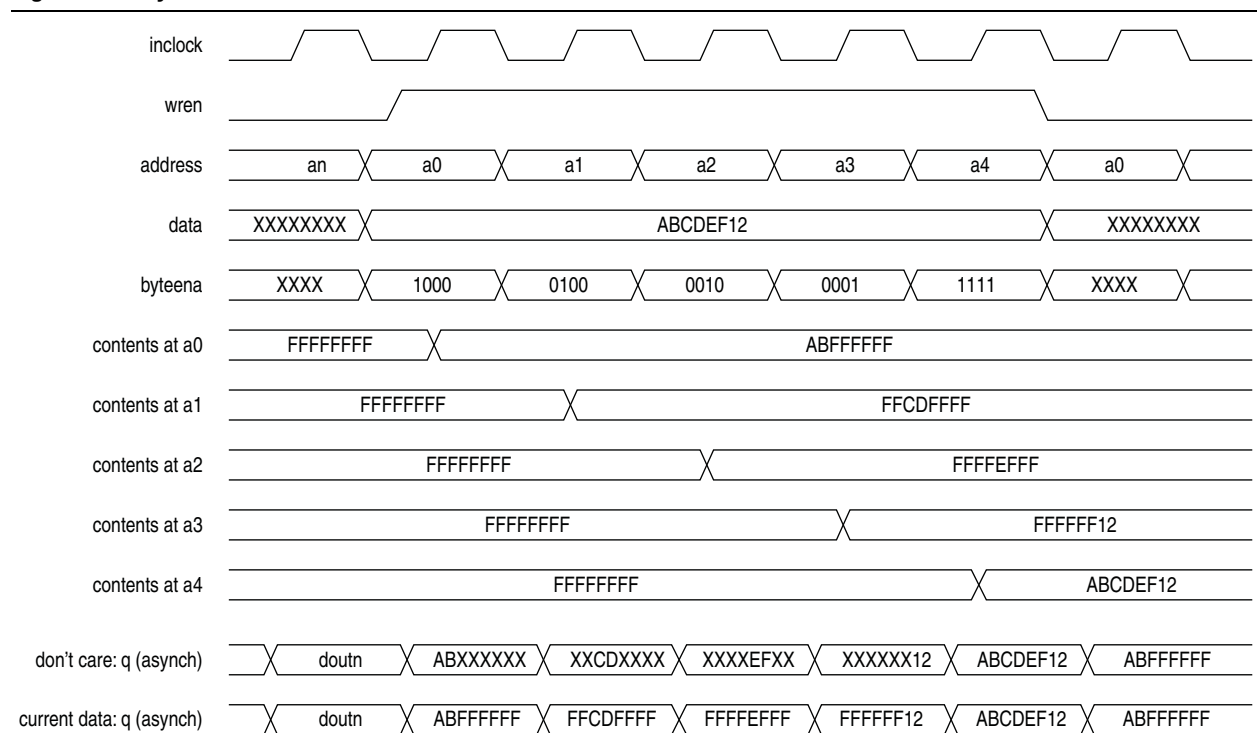 inclock
wren
address an a0 a1 a2 a3 a4 a0
data XXXXXXXX ABCDEF12 XXXXXXXX
byteena XXXX 1000 0100 0010 0001 1111 XXXX
contents at a0 FFFFFFFF ABFFFFFF
contents at a1 FFFFFFFF FFCDFFFF
contents at a2 FFFFFFFF FFFFEFFF
contents at a3 FFFFFFFF FFFFFF12
contents at a4 FFFFFFFF ABCDEF12
don't care: q (asynch) doutn ABXXXXXX XXCDXXXX XXXXEFXX XXXXXX12 ABCDEF12 ABFFFFFF
current data: q (asynch) doutn ABFFFFFF FFCDFFFF FFFFEFFF FFFFFF12 ABCDEF12 ABFFFFFF